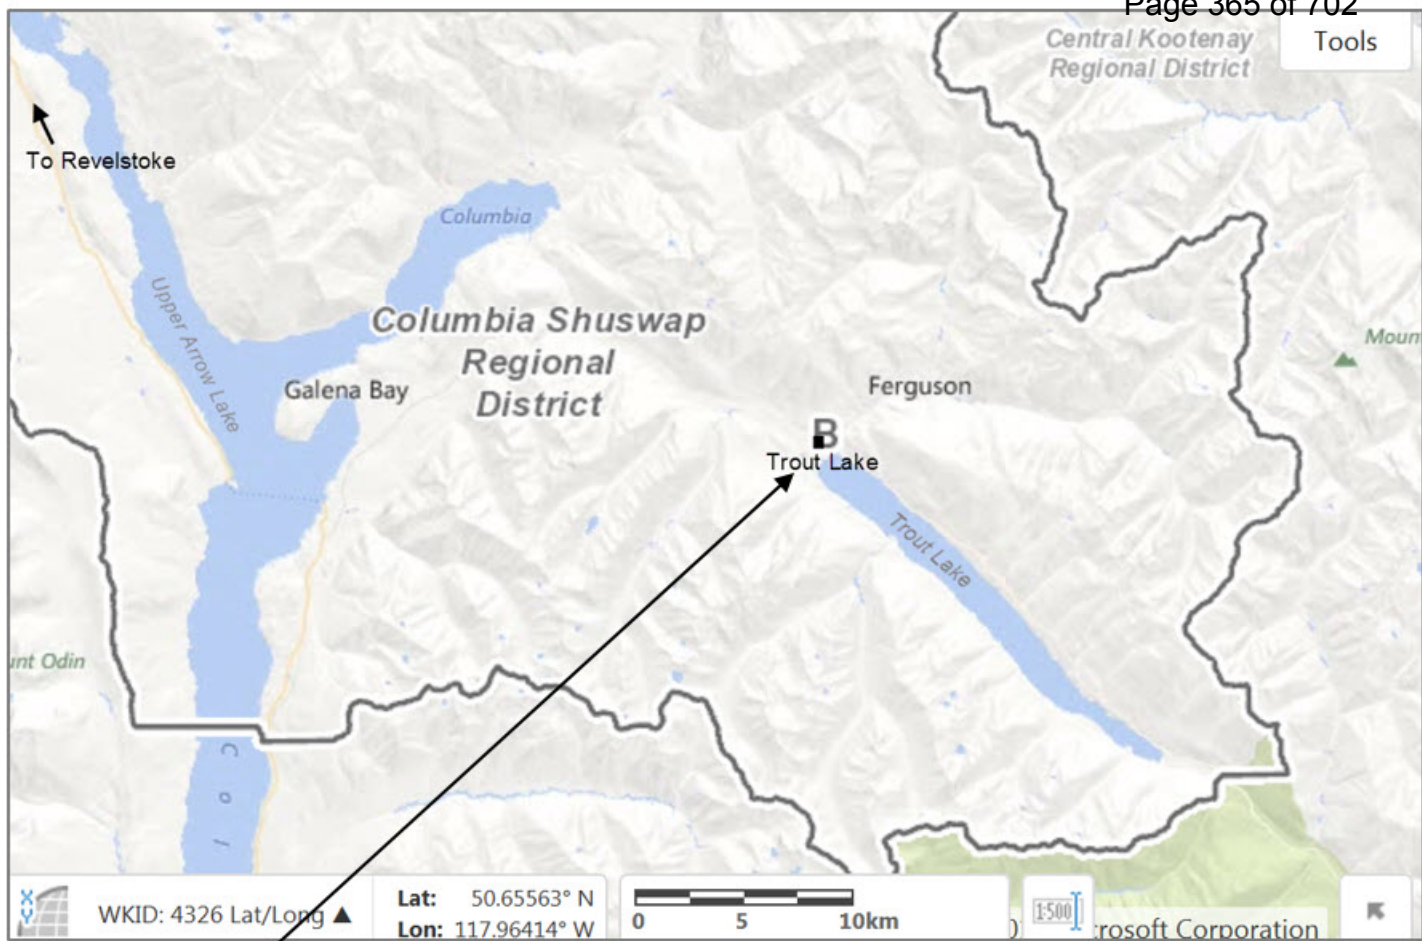 Page 365 of 702
Central Kootenay
Regional District
Tools
To Revelstoke
Columbia
Upper Arrow Lake
Columbia Shuswap
Regional
District
Galena Bay
Ferguson
Moun
B
Trout Lake
Trout Lake
unt Odin
C o l
WKID: 4326 Lat/Long ▲
Lat: 50.65563° N
Lon: 117.96414° W
0 5 10km
1:500
crosoft Corporation